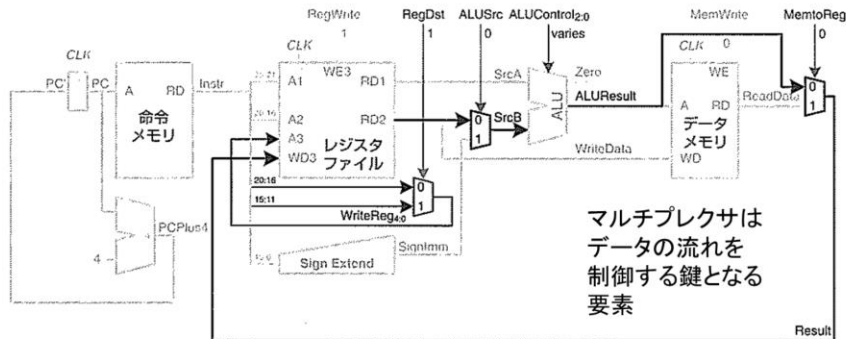 RegWrite
1
RegDst
1
ALUSrc
0
ALUControl2:0
varies
MemWrite
0
MemtoReg
0
CLK
PC'
PC
A
RD
命令
メモリ
Instr
CLK
25:21
A1
WE3
RD1
20:16
A2
RD2
A3
WD3
レジスタ
ファイル
SrcA
0
1
SrcB
ALU
Zero
ALUResult
WriteData
CLK
WE
A
RD
データ
メモリ
WD
ReadData
0
1
20:16
15:11
0
1
WriteReg4:0
PCPlus4
4
15:0
Sign Extend
SignImm
マルチプレクサは
データの流れを
制御する鍵となる
要素
Result